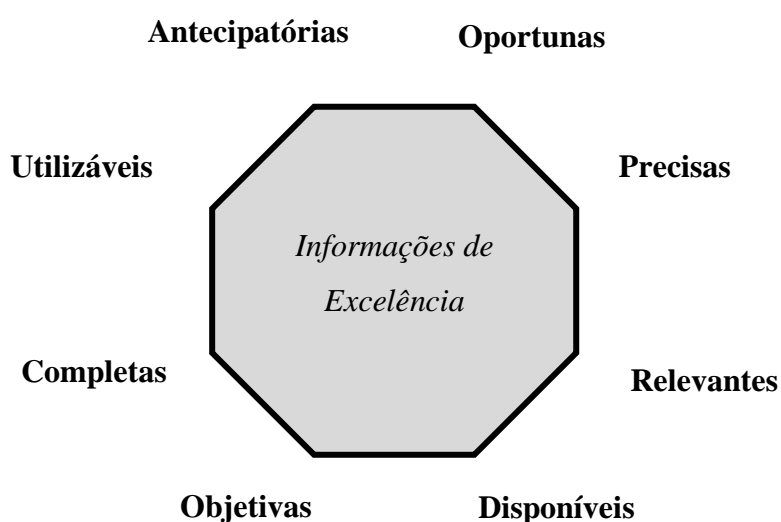 Antecipatórias
Oportunas
Utilizáveis
Precisas
Informações de
Excelência
Completas
Relevantes
Objetivas
Disponíveis